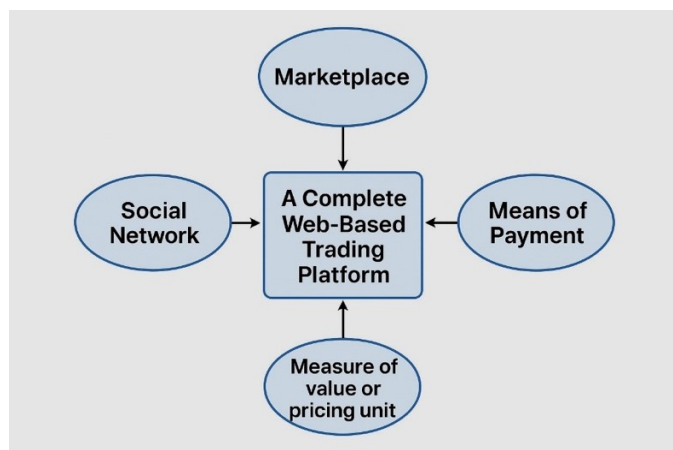 Marketplace
Social
Network
A Complete
Web-Based
Trading
Platform
Means of
Payment
Measure of
value or
pricing unit